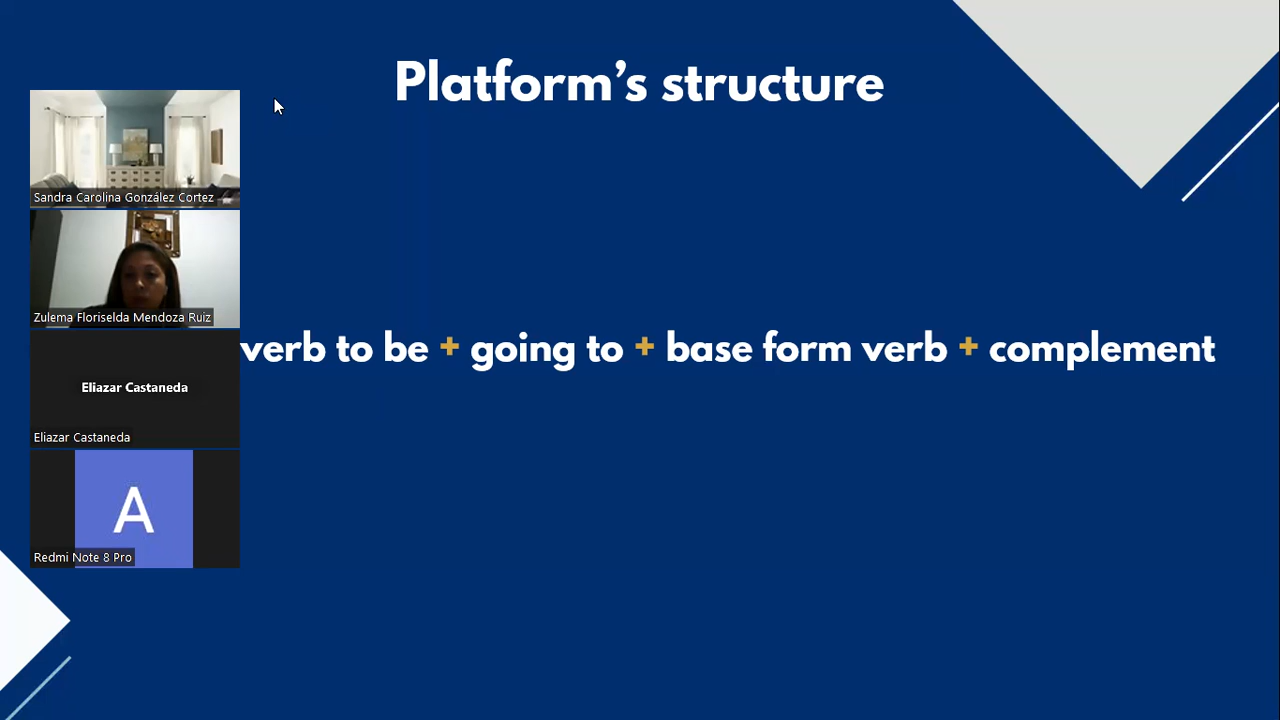 Platform’s structure
Sandra Carolina González Cortez
Zulema Floriselda Mendoza Ruiz
verb to be + going to + base form verb + complement
Eliazar Castaneda
Eliazar Castaneda
A
Redmi Note 8 Pro